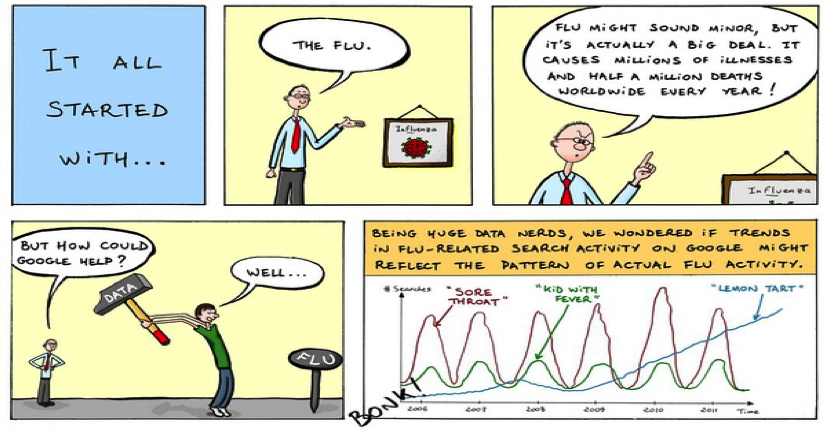 IT ALL
STARTED
WITH...
THE FLU.
Influenza
FLU MIGHT SOUND MINOR, BUT
IT'S ACTUALLY A BIG DEAL. IT
CAUSES MILLIONS OF ILLNESSES
AND HALF A MILLION DEATHS
WORLDWIDE EVERY YEAR!
Influenza
BUT HOW COULD
GOOGLE HELP?
DATA
WELL...
FLU
BONK!
BEING HUGE DATA NERDS, WE WONDERED IF TRENDS
IN FLU-RELATED SEARCH ACTIVITY ON GOOGLE MIGHT
REFLECT THE PATTERN OF ACTUAL FLU ACTIVITY.
# Searches
"SORE
THROAT"
"KID WITH
FEVER"
"LEMON TART"
2006 2007 2008 2009 2010 2011 Time